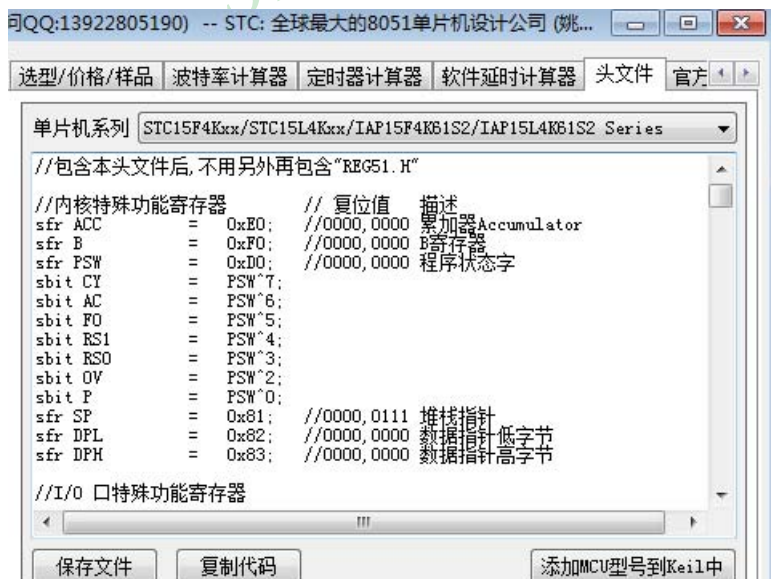 问QQ:13922805190) -- STC: 全球最大的8051单片机设计公司 (姚...
选型/价格/样品 波特率计算器 定时器计算器 软件延时计算器 头文件 官方
单片机系列 STC15F4Kxx/STC15L4Kxx/IAP15F4K61S2/IAP15L4K61S2 Series
//包含本头文件后,不用另外再包含"REG51.H"
//内核特殊功能寄存器 // 复位值 描述
sfr ACC = 0xE0; //0000,0000 累加器Accumulator
sfr B = 0xF0; //0000,0000 B寄存器
sfr PSW = 0xD0; //0000,0000 程序状态字
sbit CY = PSW^7;
sbit AC = PSW^6;
sbit F0 = PSW^5;
sbit RS1 = PSW^4;
sbit RS0 = PSW^3;
sbit OV = PSW^2;
sbit P = PSW^0;
sfr SP = 0x81; //0000,0111 堆栈指针
sfr DPL = 0x82; //0000,0000 数据指针低字节
sfr DPH = 0x83; //0000,0000 数据指针高字节
//I/O 口特殊功能寄存器
保存文件 复制代码 添加MCU型号到Keil中